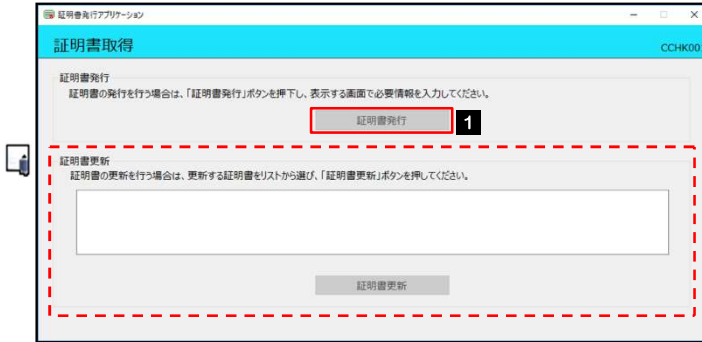 証明書発行アプリケーション
証明書取得
CCHK00
証明書発行
証明書の発行を行う場合は、「証明書発行」ボタンを押下し、表示する画面で必要情報を入力してください。
証明書発行
1
証明書更新
証明書の更新を行う場合は、更新する証明書をリストから選び、「証明書更新」ボタンを押してください。
証明書更新